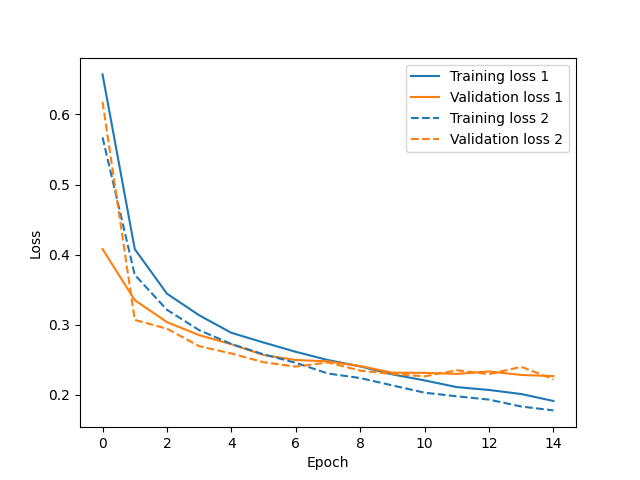 Training loss 1
Validation loss 1
Training loss 2
Validation loss 2
0.6
0.5
0.4
0.3
0.2
Loss
0 2 4 6 8 10 12 14
Epoch